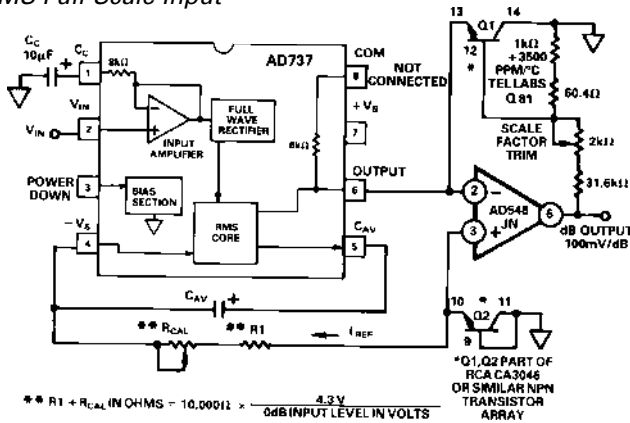 RMS Full Scale Input
AD737
CC
10μF
+
CC
1
8kΩ
COM
8
NOT
CONNECTED
VIN
VIN
2
INPUT
AMPLIFIER
FULL
WAVE
RECTIFIER
+VS
7
6kΩ
OUTPUT
6
POWER
DOWN
3
BIAS
SECTION
RMS
CORE
−VS
4
CAV
5
CAV
+
** RCAL
** R1
IREF
13
Q1
14
12
*
1kΩ
+3500
PPM/°C
TELLABS
Q81
60.4Ω
SCALE
FACTOR
TRIM
2kΩ
31.6kΩ
2
−
AD548
JN
6
3
+
dB OUTPUT
100mV/dB
10
*
11
Q2
9
*Q1,Q2 PART OF
RCA CA3046
OR SIMILAR NPN
TRANSISTOR
ARRAY
** R1 + RCAL IN OHMS = 10,000Ω × 4.3 V
0dB INPUT LEVEL IN VOLTS